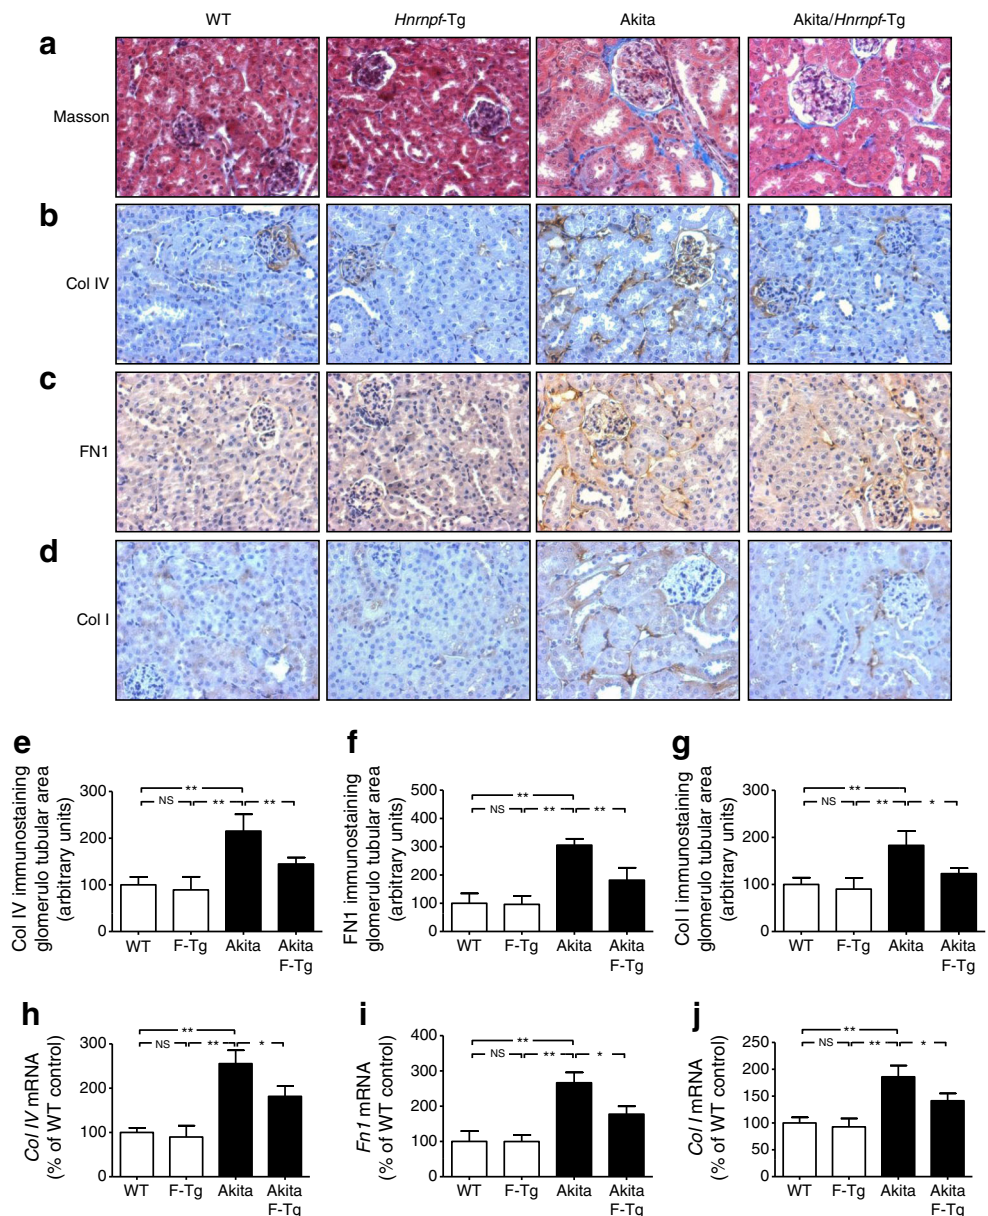 WT Hnrnpf-Tg Akita Akita/Hnrnpf-Tg
a
Masson
b
Col IV
c
FN1
d
Col I
e
Col IV immunostaining
glomerulo tubular area
(arbitrary units)
300
200
100
0
**
NS ** **
WT F-Tg Akita Akita
F-Tg
f
FN1 immunostaining
glomerulo tubular area
(arbitrary units)
500
400
300
200
100
0
**
NS ** **
WT F-Tg Akita Akita
F-Tg
g
Col I immunostaining
glomerulo tubular area
(arbitrary units)
300
200
100
0
**
NS ** *
WT F-Tg Akita Akita
F-Tg
h
Col IV mRNA
(% of WT control)
300
200
100
0
**
NS ** *
WT F-Tg Akita Akita
F-Tg
i
Fn1 mRNA
(% of WT control)
400
300
200
100
0
**
NS ** *
WT F-Tg Akita Akita
F-Tg
j
Col I mRNA
(% of WT control)
250
200
150
100
50
0
**
NS ** *
WT F-Tg Akita Akita
F-Tg